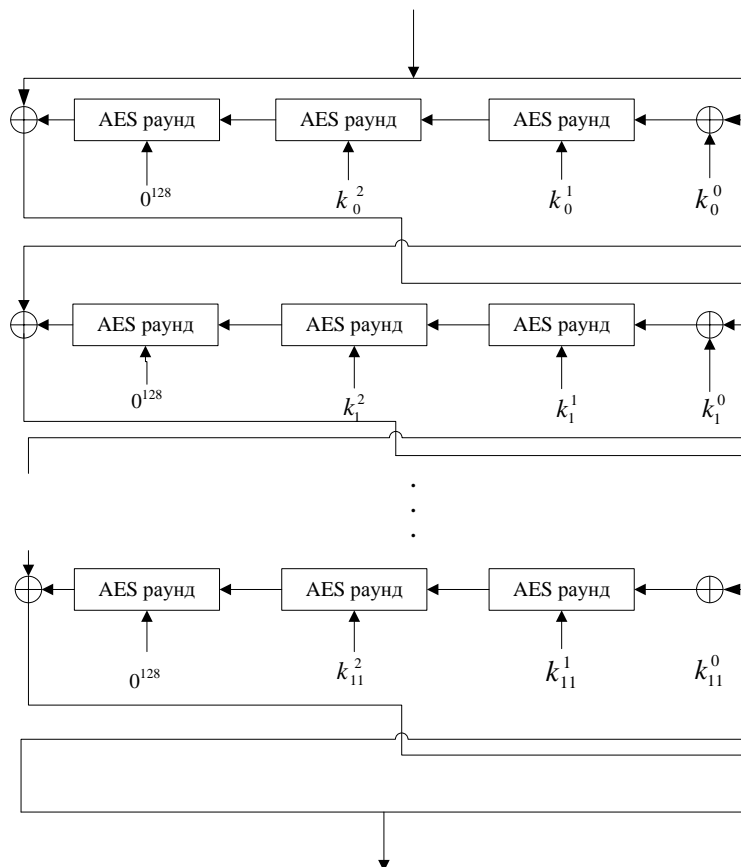 AES раунд AES раунд AES раунд
0^128 k_0^2 k_0^1 k_0^0
AES раунд AES раунд AES раунд
0^128 k_1^2 k_1^1 k_1^0
.
.
.
AES раунд AES раунд AES раунд
0^128 k_11^2 k_11^1 k_11^0